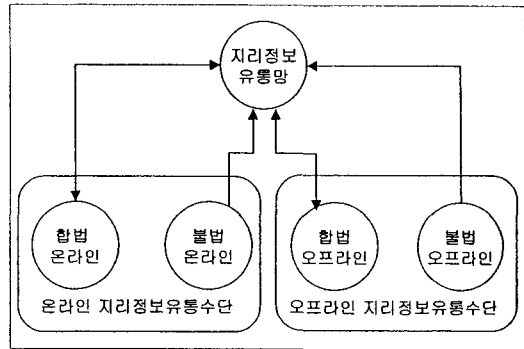 지리정보
유통망
합법
온라인
불법
온라인
온라인 지리정보유통수단
합법
오프라인
불법
오프라인
오프라인 지리정보유통수단